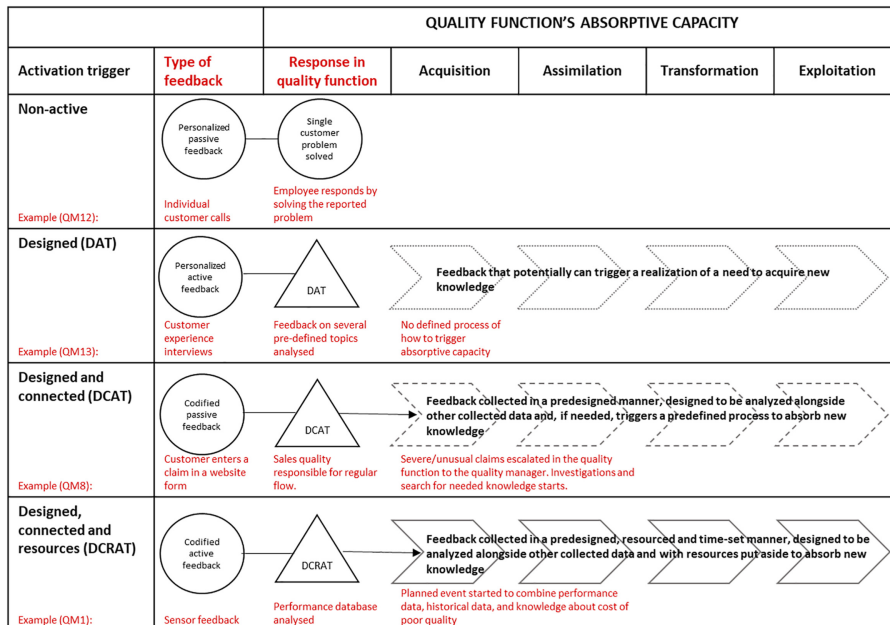 QUALITY FUNCTION'S ABSORPTIVE CAPACITY
Activation trigger
Type of
feedback
Response in
quality function
Acquisition
Assimilation
Transformation
Exploitation
Non-active
Personalized
passive
feedback
Single
customer
problem
solved
Example (QM12):
Individual
customer calls
Employee responds by
solving the reported
problem
Designed (DAT)
Personalized
active
feedback
DAT
Feedback that potentially can trigger a realization of a need to acquire new
knowledge
Example (QM13):
Customer
experience
interviews
Feedback on several
pre-defined topics
analysed
No defined process of
how to trigger
absorptive capacity
Designed and
connected (DCAT)
Codified
passive
feedback
DCAT
Feedback collected in a predesigned manner, designed to be analyzed alongside
other collected data and, if needed, triggers a predefined process to absorb new
knowledge
Example (QM8):
Customer enters a
claim in a website
form
Sales quality
responsible for regular
flow.
Severe/unusual claims escalated in the quality
function to the quality manager. Investigations and
search for needed knowledge starts.
Designed,
connected and
resources (DCRAT)
Codified
active
feedback
DCRAT
Feedback collected in a predesigned, resourced and time-set manner, designed to be
analyzed alongside other collected data and with resources put aside to absorb new
knowledge
Example (QM1):
Sensor feedback
Performance database
analysed
Planned event started to combine performance
data, historical data, and knowledge about cost of
poor quality